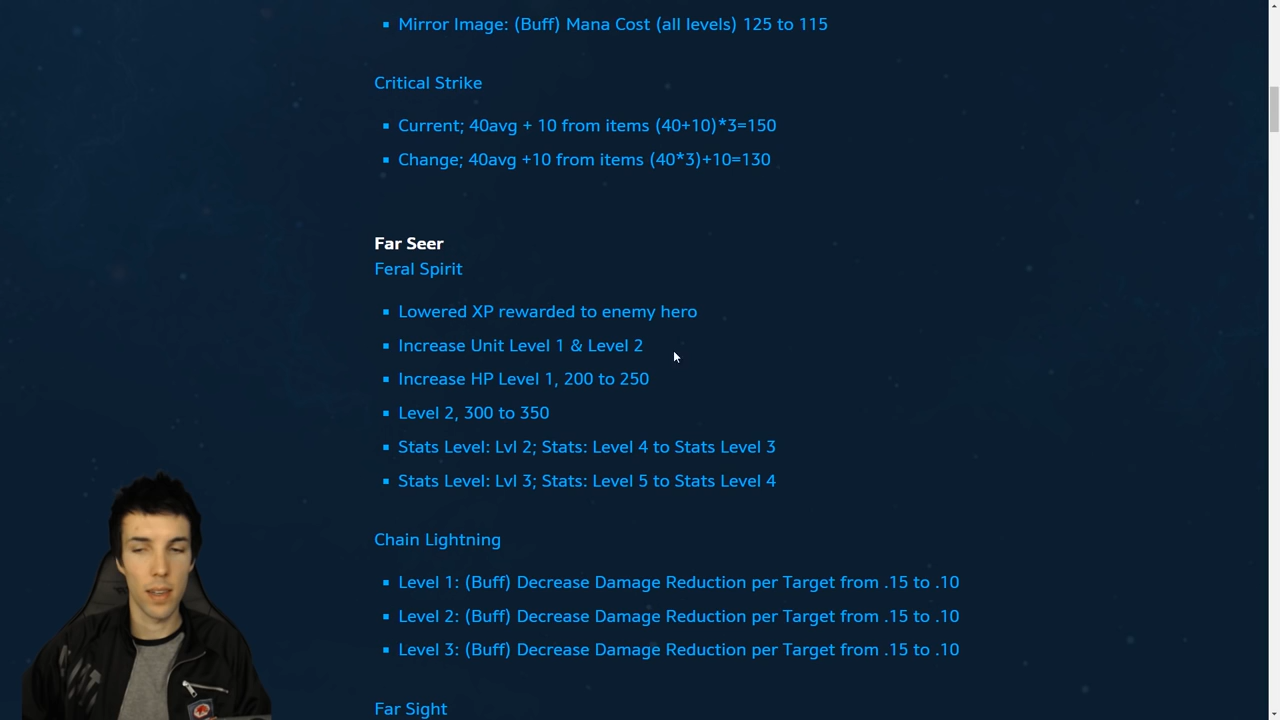 Mirror Image: (Buff) Mana Cost (all levels) 125 to 115
Critical Strike
Current; 40avg + 10 from items (40+10)*3=150
Change; 40avg +10 from items (40*3)+10=130
Far Seer
Feral Spirit
Lowered XP rewarded to enemy hero
Increase Unit Level 1 & Level 2
Increase HP Level 1, 200 to 250
Level 2, 300 to 350
Stats Level: Lvl 2; Stats: Level 4 to Stats Level 3
Stats Level: Lvl 3; Stats: Level 5 to Stats Level 4
Chain Lightning
Level 1: (Buff) Decrease Damage Reduction per Target from .15 to .10
Level 2: (Buff) Decrease Damage Reduction per Target from .15 to .10
Level 3: (Buff) Decrease Damage Reduction per Target from .15 to .10
Far Sight